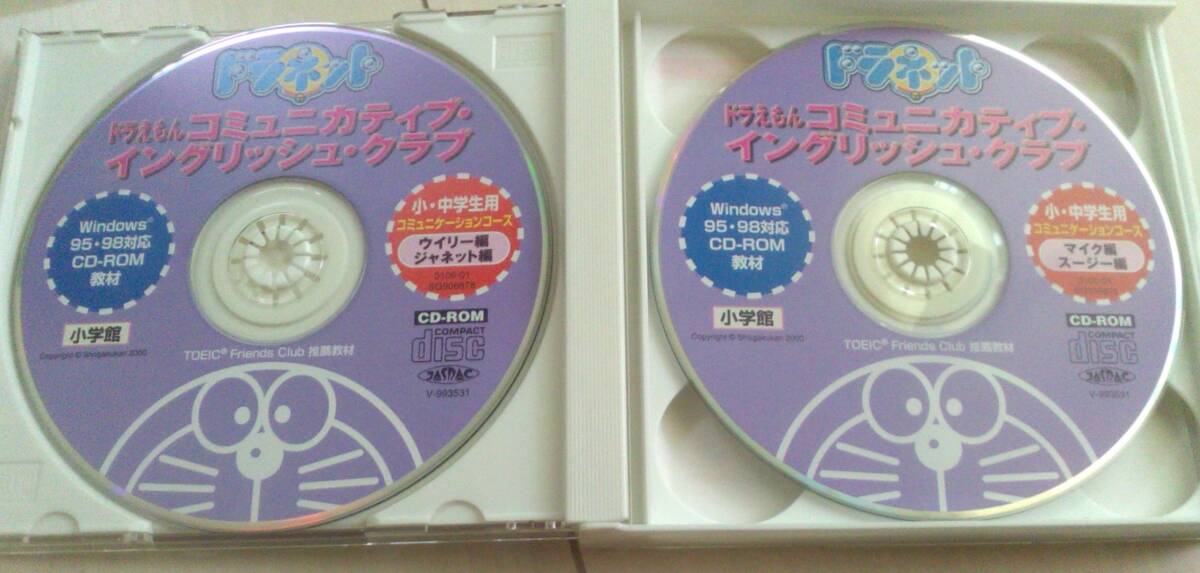 ドラネット
ドラえもん コミュニカティブ・
イングリッシュ・クラブ
Windows®
95・98対応
CD-ROM
教材
小・中学生用
コミュニケーションコース
ウイリー編
ジャネット編
小学館
Copyright © Shogakukan 2000
TOEIC® Friends Club 推薦教材
CD-ROM
COMPACT
disc
JASRAC
V-993531
ドラネット
ドラえもん コミュニカティブ・
イングリッシュ・クラブ
Windows®
95・98対応
CD-ROM
教材
小・中学生用
コミュニケーションコース
マイク編
スージー編
小学館
Copyright © Shogakukan 2000
TOEIC® Friends Club 推薦教材
CD-ROM
COMPACT
disc
JASRAC
V-993531